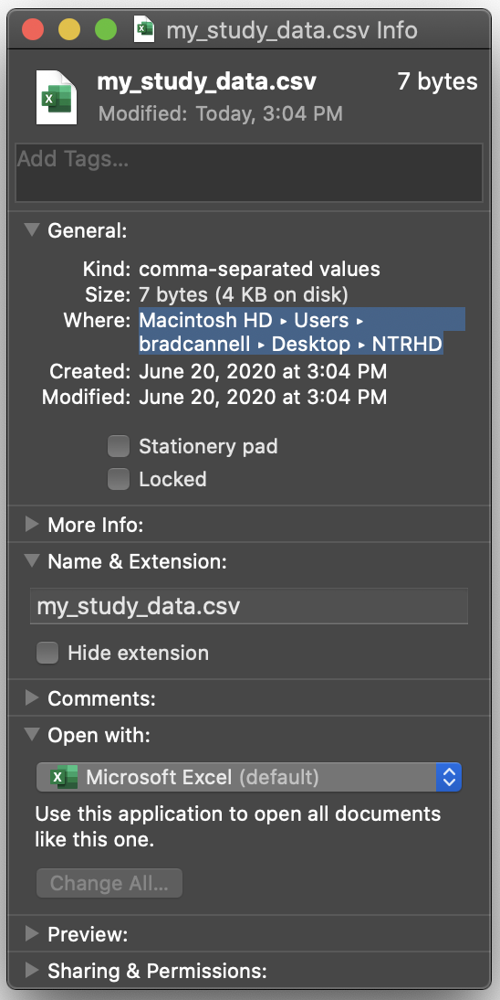 my_study_data.csv Info
my_study_data.csv 7 bytes
Modified: Today, 3:04 PM
Add Tags...
General:
Kind: comma-separated values
Size: 7 bytes (4 KB on disk)
Where: Macintosh HD ▸ Users ▸
bradcannell ▸ Desktop ▸ NTRHD
Created: June 20, 2020 at 3:04 PM
Modified: June 20, 2020 at 3:04 PM
Stationery pad
Locked
More Info:
Name & Extension:
my_study_data.csv
Hide extension
Comments:
Open with:
Microsoft Excel (default)
Use this application to open all documents
like this one.
Change All...
Preview:
Sharing & Permissions: